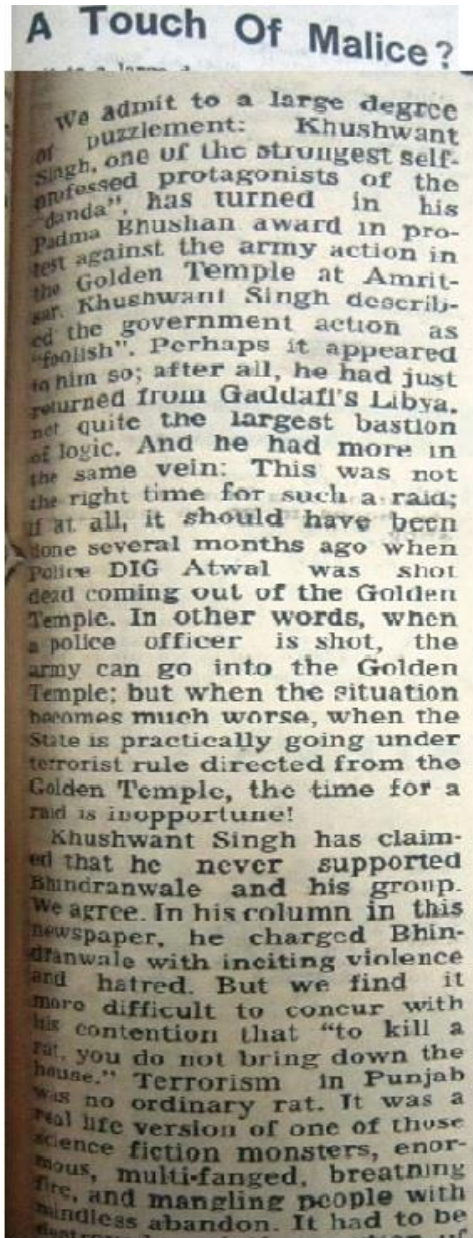 A Touch Of Malice?
We admit to a large degree
of puzzlement: Khushwant
Singh, one of the strongest self-
professed protagonists of the
"danda", has turned in his
Padma Bhushan award in pro-
test against the army action in
the Golden Temple at Amrit-
sar. Khushwant Singh describ-
ed the government action as
"foolish". Perhaps it appeared
to him so; after all, he had just
returned from Gaddafi's Libya,
not quite the largest bastion
of logic. And he had more in
the same vein: This was not
the right time for such a raid;
if at all, it should have been
done several months ago when
Police DIG Atwal was shot
dead coming out of the Golden
Temple. In other words, when
a police officer is shot, the
army can go into the Golden
Temple; but when the situation
becomes much worse, when the
State is practically going under
terrorist rule directed from the
Golden Temple, the time for a
raid is inopportune!
Khushwant Singh has claim-
ed that he never supported
Bhindranwale and his group.
We agree. In his column in this
newspaper, he charged Bhin-
dranwale with inciting violence
and hatred. But we find it
more difficult to concur with
his contention that "to kill a
rat, you do not bring down the
house." Terrorism in Punjab
was no ordinary rat. It was a
real life version of one of those
science fiction monsters, enor-
mous, multi-fanged, breathing
fire, and mangling people with
mindless abandon. It had to be